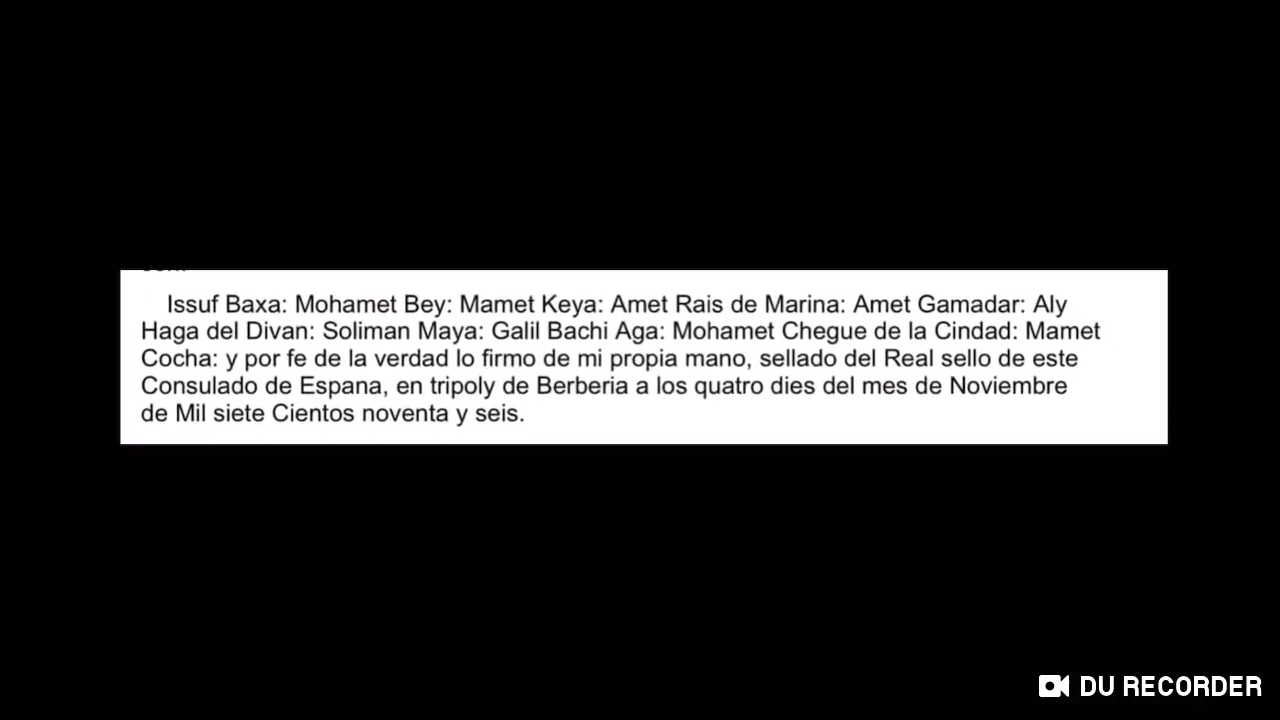 Issuf Baxa: Mohamet Bey: Mamet Keya: Amet Rais de Marina: Amet Gamadar: Aly
Haga del Divan: Soliman Maya: Galil Bachi Aga: Mohamet Chegue de la Cindad: Mamet
Cocha: y por fe de la verdad lo firmo de mi propia mano, sellado del Real sello de este
Consulado de Espana, en tripoly de Berberia a los quatro dies del mes de Noviembre
de Mil siete Cientos noventa y seis.
DU RECORDER